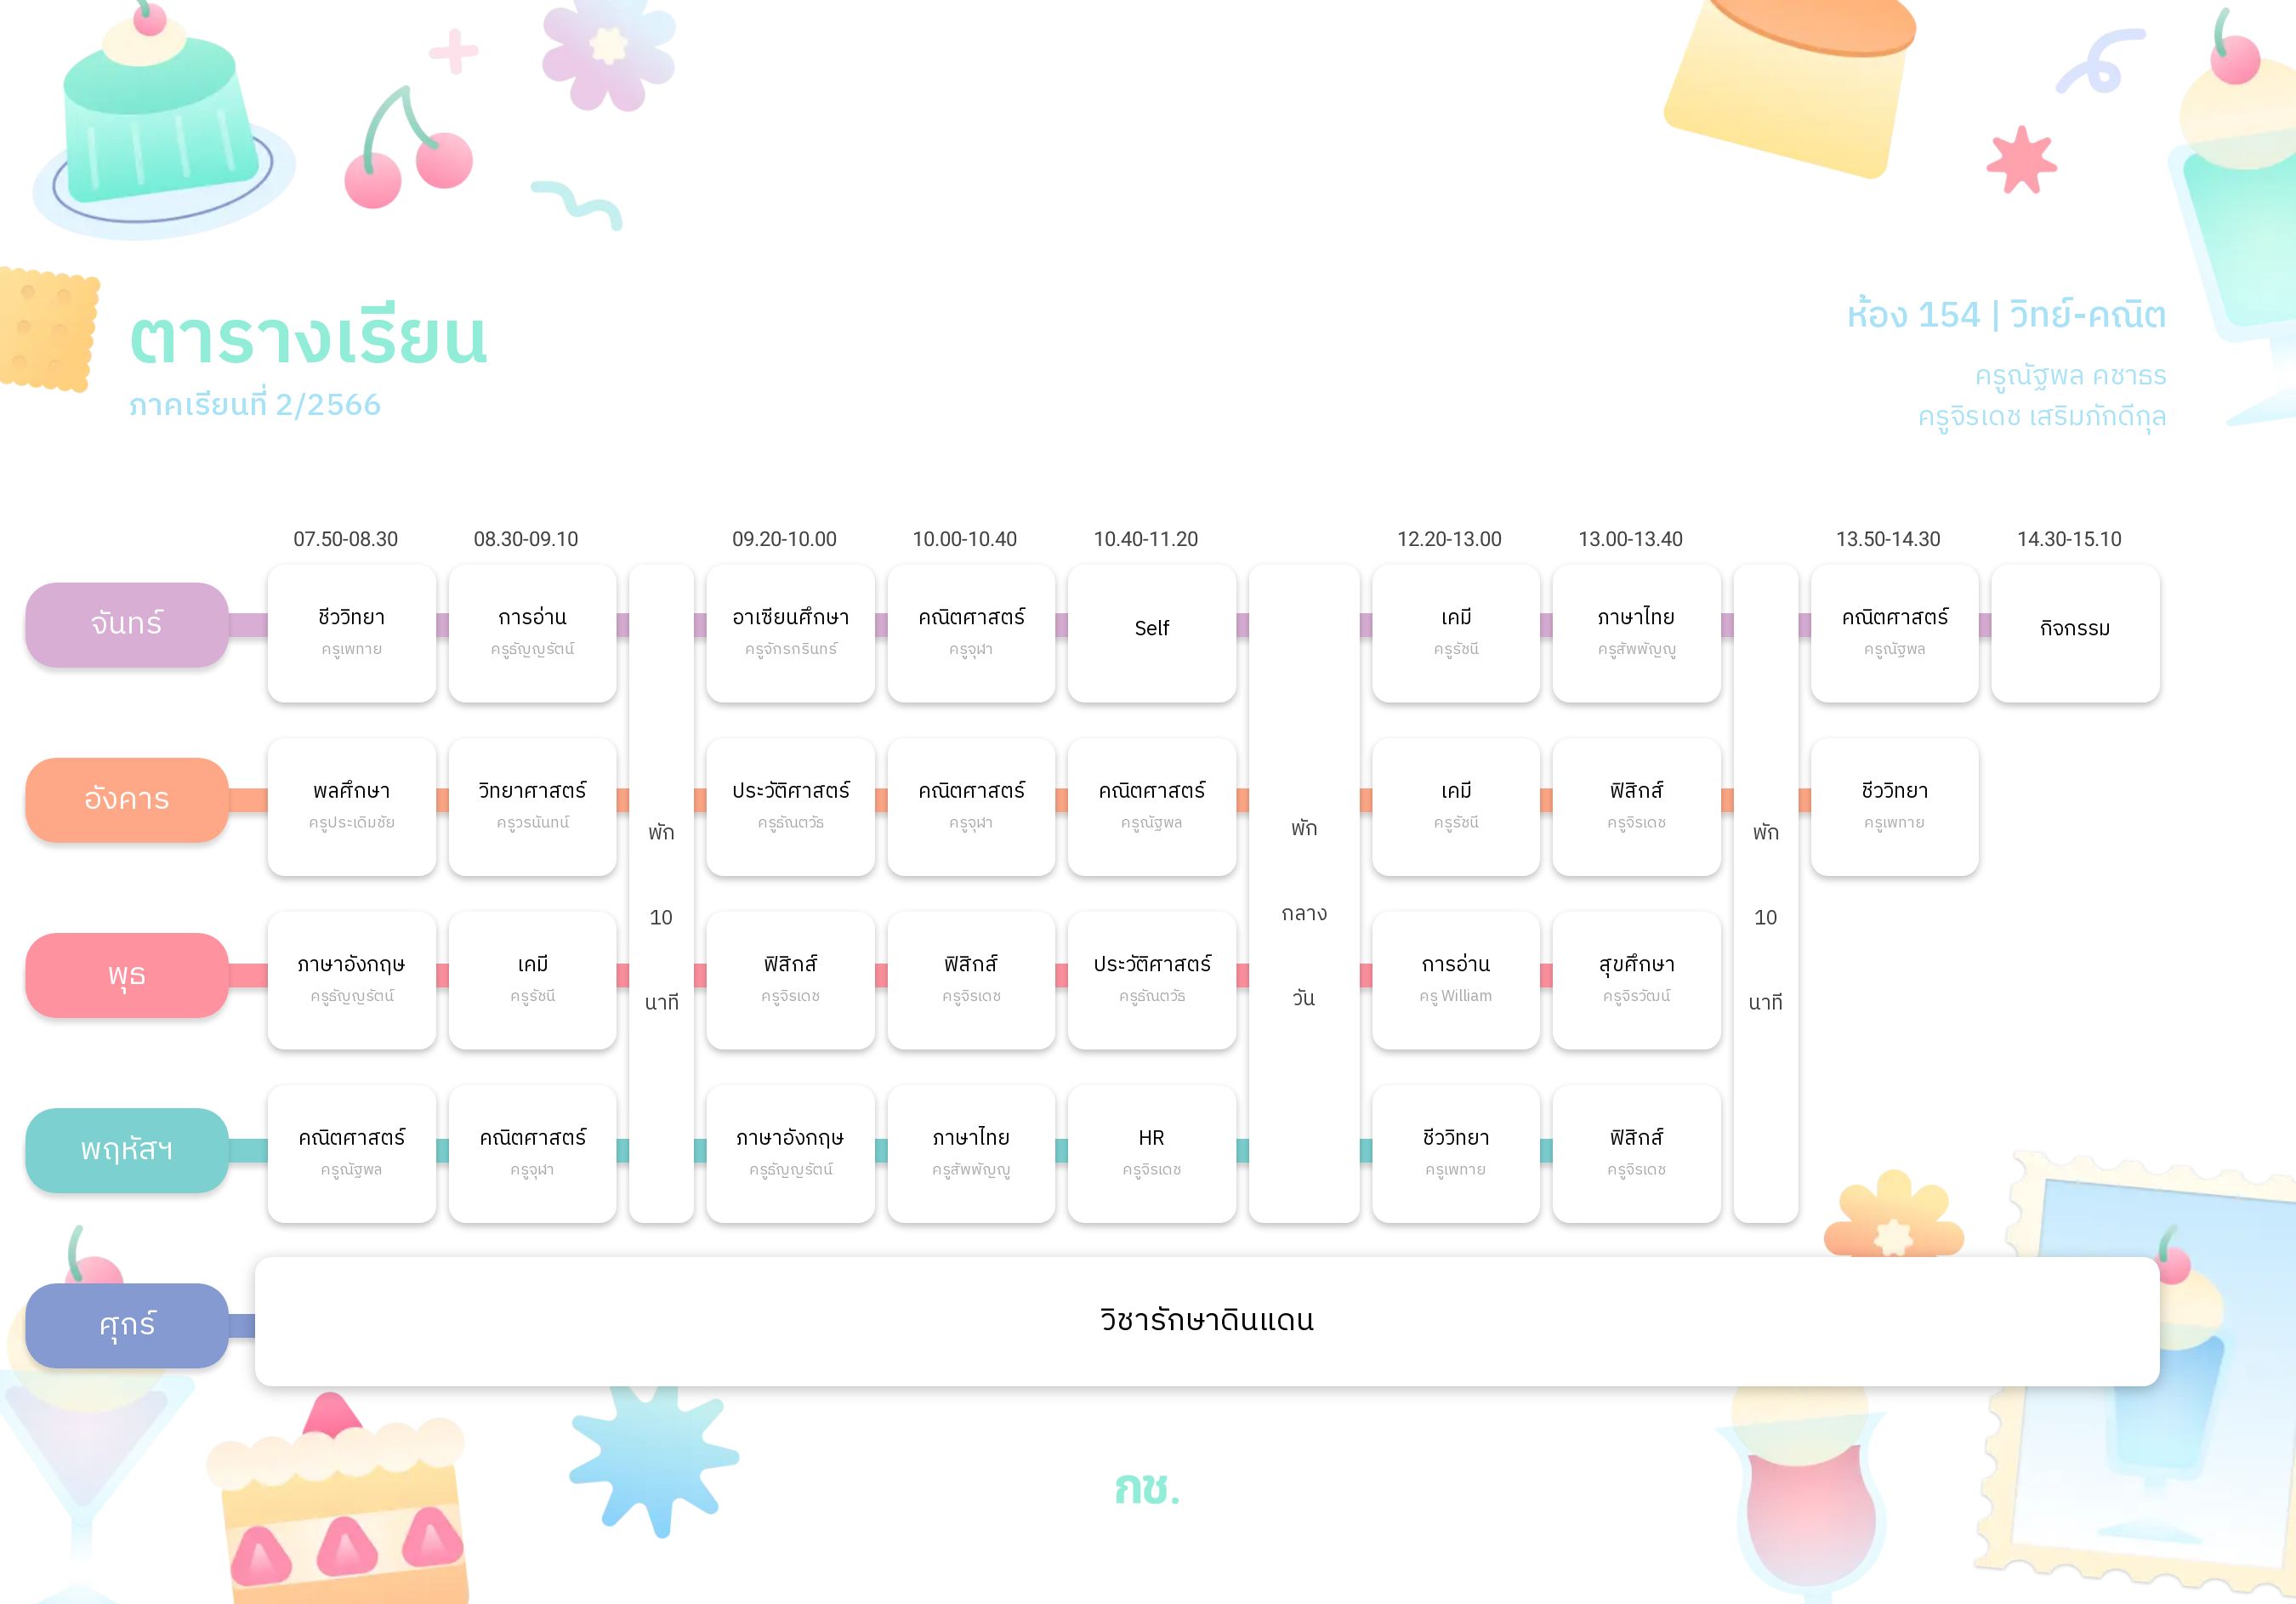 ตารางเรียน
ภาคเรียนที่ 2/2566
ห้อง 154 | วิทย์-คณิต
ครูณัฐพล คชาธร
ครูจิรเดช เสริมภักดีกุล
07.50-08.30 08.30-09.10 09.20-10.00 10.00-10.40 10.40-11.20 12.20-13.00 13.00-13.40 13.50-14.30 14.30-15.10
จันทร์
ชีววิทยา การอ่าน อาเซียนศึกษา คณิตศาสตร์ Self เคมี ภาษาไทย คณิตศาสตร์ กิจกรรม
ครูเพทาย ครูธัญญรัตน์ ครูจักรกรินทร์ ครูจุฬา ครูรัชนี ครูสัพพัญญู ครูณัฐพล
อังคาร
พลศึกษา วิทยาศาสตร์ ประวัติศาสตร์ คณิตศาสตร์ คณิตศาสตร์ เคมี ฟิสิกส์ ชีววิทยา
ครูประเดิมชัย ครูวรนันทน์ ครูธัณตวัธ ครูจุฬา ครูณัฐพล ครูรัชนี ครูจิรเดช ครูเพทาย
พัก
10
นาที
พัก
กลาง
วัน
พัก
10
นาที
พุธ
ภาษาอังกฤษ เคมี ฟิสิกส์ ฟิสิกส์ ประวัติศาสตร์ การอ่าน สุขศึกษา
ครูธัญญรัตน์ ครูรัชนี ครูจิรเดช ครูจิรเดช ครูธัณตวัธ ครู William ครูจิรวัฒน์
พฤหัสฯ
คณิตศาสตร์ คณิตศาสตร์ ภาษาอังกฤษ ภาษาไทย HR ชีววิทยา ฟิสิกส์
ครูณัฐพล ครูจุฬา ครูธัญญรัตน์ ครูสัพพัญญู ครูจิรเดช ครูเพทาย ครูจิรเดช
ศุกร์
วิชารักษาดินแดน
กช.